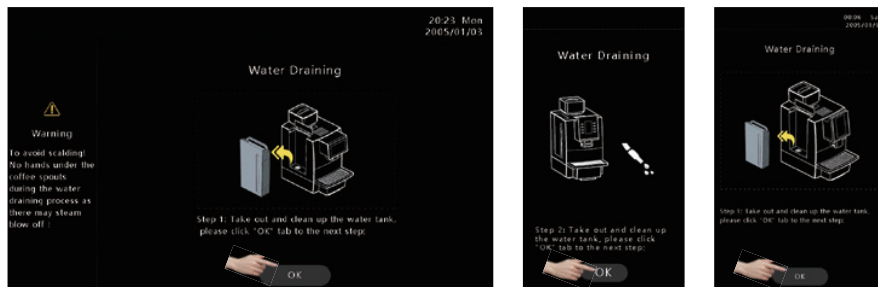 20:23 Mon
2005/01/03
Water Draining
Warning
To avoid scalding!
No hands under the
coffee spouts
during the water
draining process as
there may steam
blow off :
Step 1: Take out and clean up the water tank,
please click "OK" tab to the next step;
OK
Water Draining
Step 2: Take out and clean up
the water tank, please click
"OK" tab to the next step;
OK
00:06
Water Draining
Step 1: Take out and clean up the water tank,
please click "OK" tab to the next step;
OK